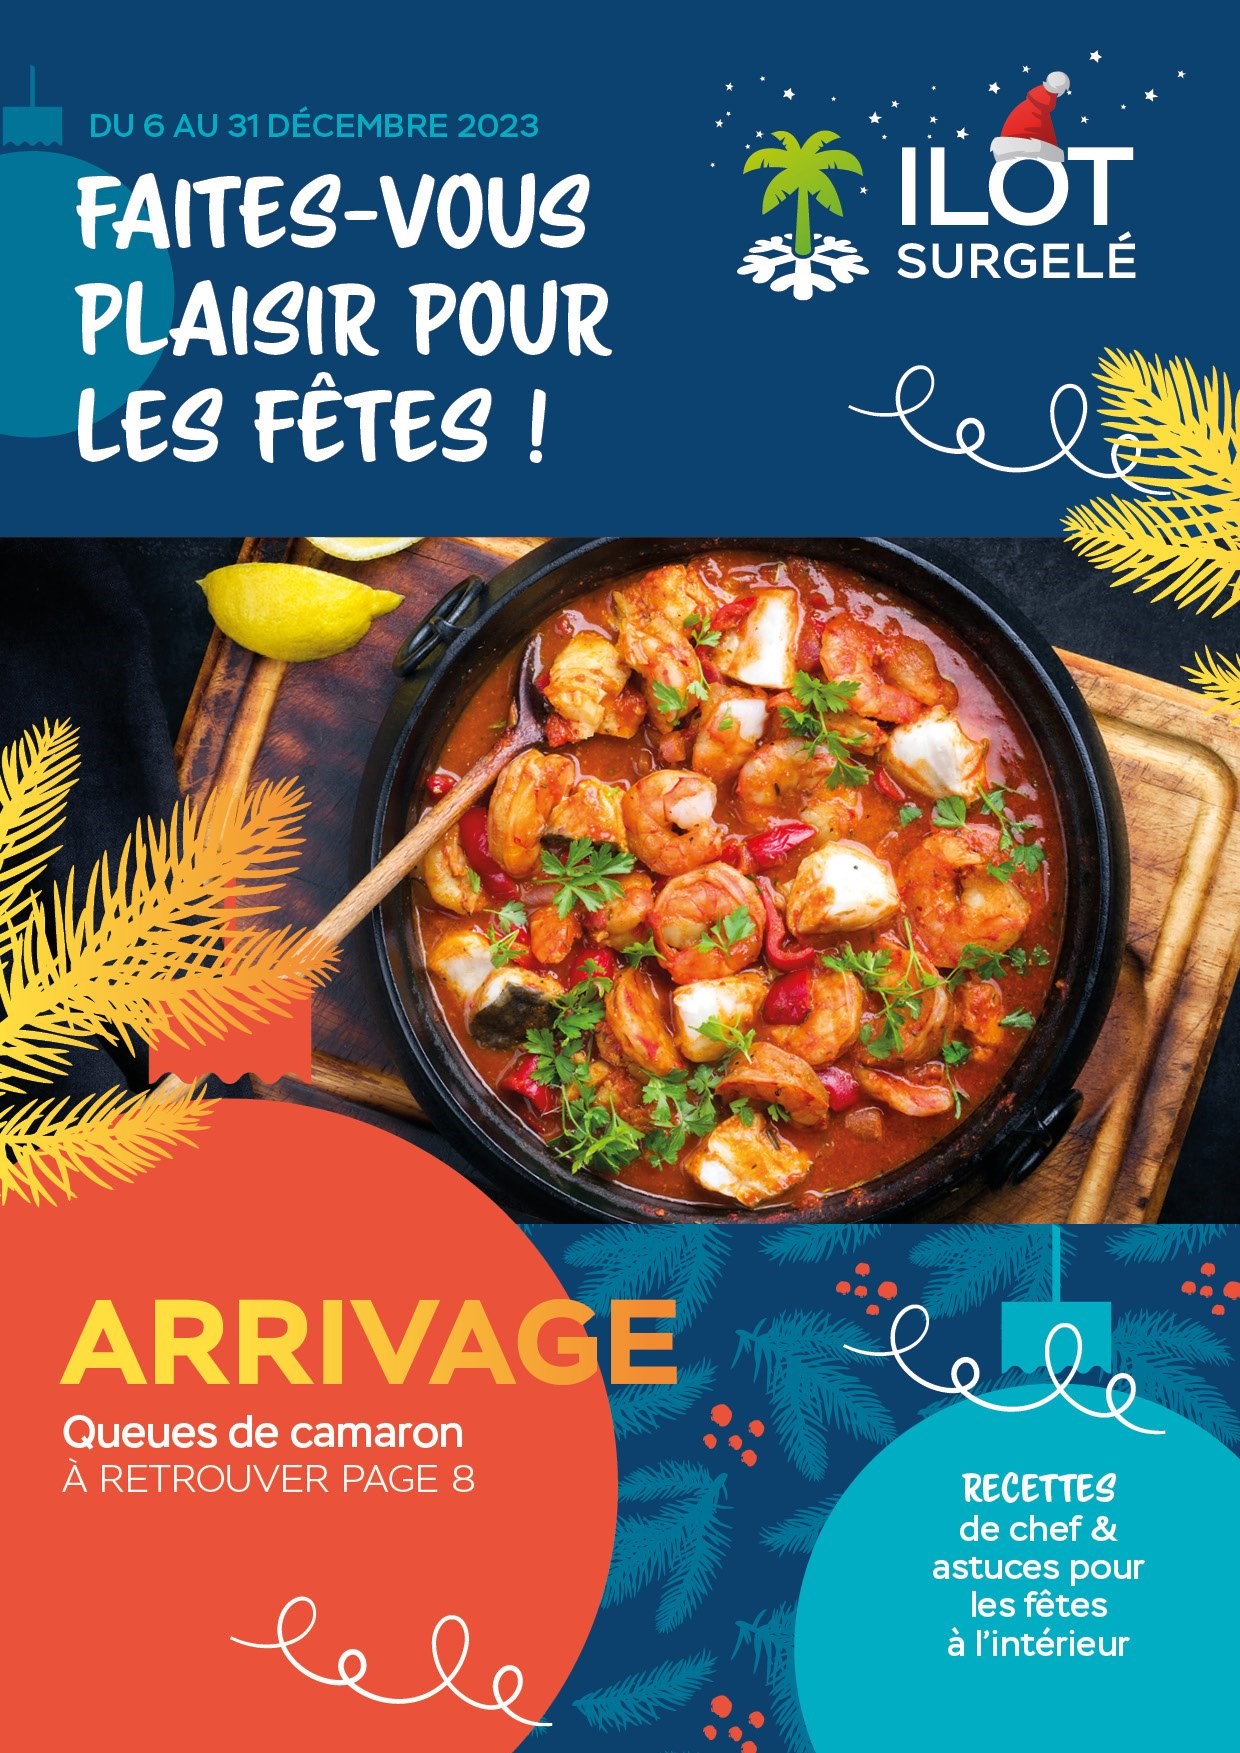 DU 6 AU 31 DÉCEMBRE 2023
FAITES-VOUS
PLAISIR POUR
LES FÊTES !
ILOT
SURGELÉ
ARRIVAGE
Queues de camaron
À RETROUVER PAGE 8
RECETTES
de chef &
astuces pour
les fêtes
à l'intérieur